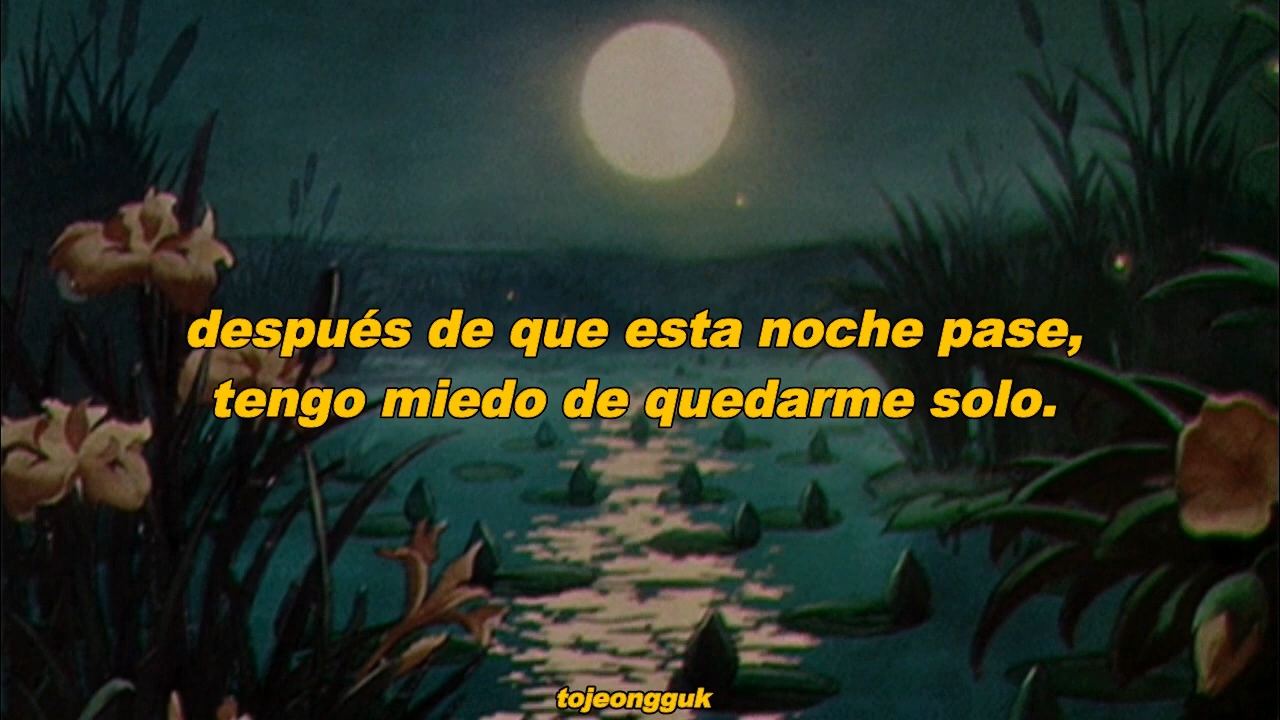 después de que esta noche pase,
tengo miedo de quedarme solo.
tojeongguk